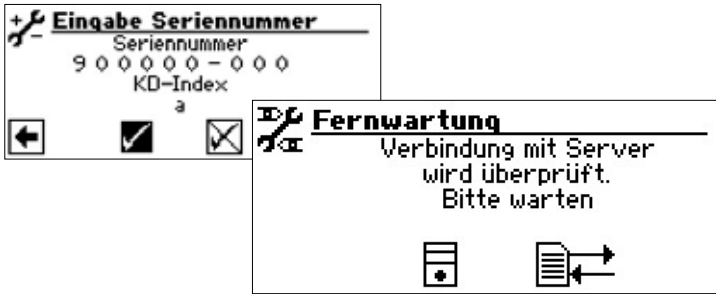 Eingabe Seriennummer
Seriennummer
900000-000
KD-Index
a
Fernwartung
Verbindung mit Server
wird überprüft.
Bitte warten